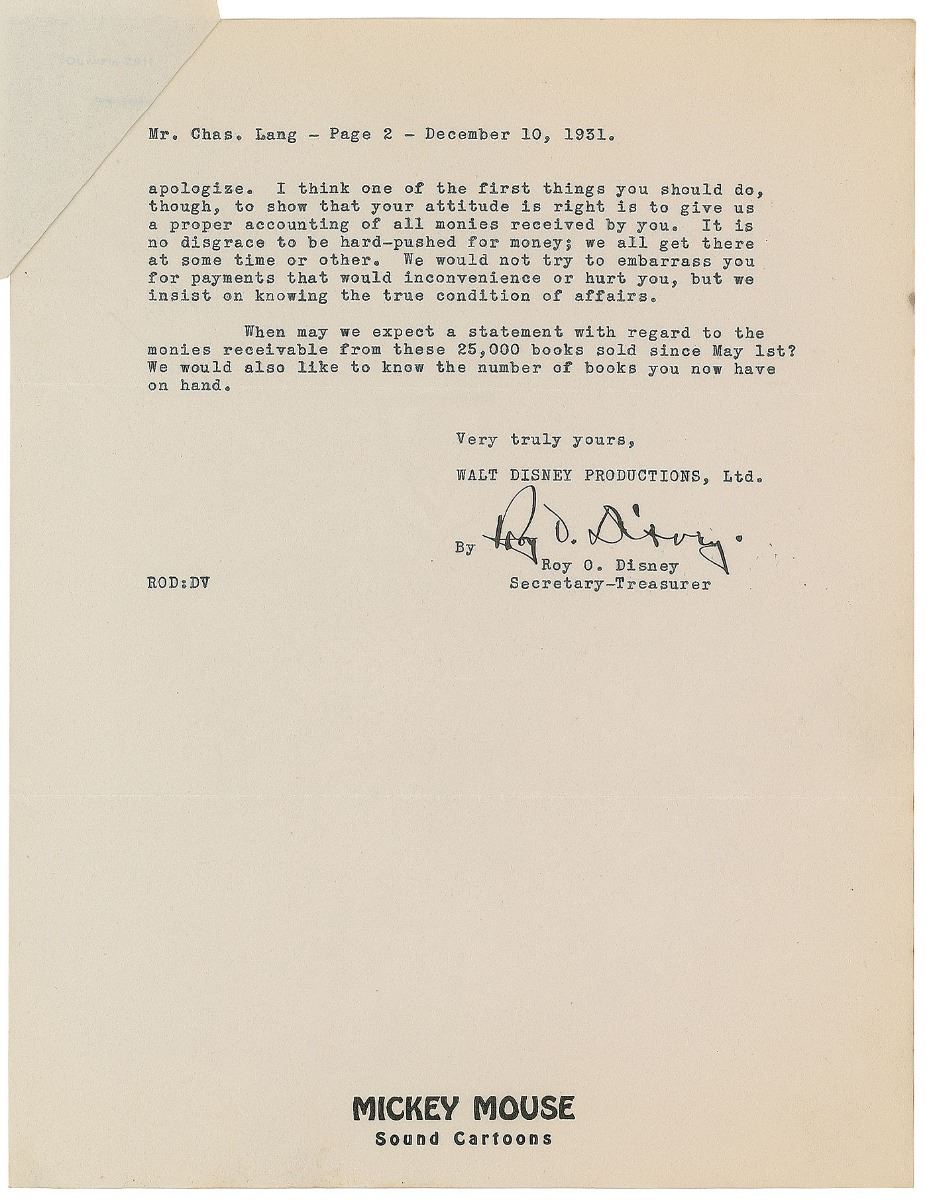 Mr. Chas. Lang - Page 2 - December 10, 1931.
apologize. I think one of the first things you should do,
though, to show that your attitude is right is to give us
a proper accounting of all monies received by you. It is
no disgrace to be hard-pushed for money; we all get there
at some time or other. We would not try to embarrass you
for payments that would inconvenience or hurt you, but we
insist on knowing the true condition of affairs.
When may we expect a statement with regard to the
monies receivable from these 25,000 books sold since May 1st?
We would also like to know the number of books you now have
on hand.
Very truly yours,
WALT DISNEY PRODUCTIONS, Ltd.
By Roy O. Disney.
Roy O. Disney
ROD:DV Secretary-Treasurer
MICKEY MOUSE
Sound Cartoons